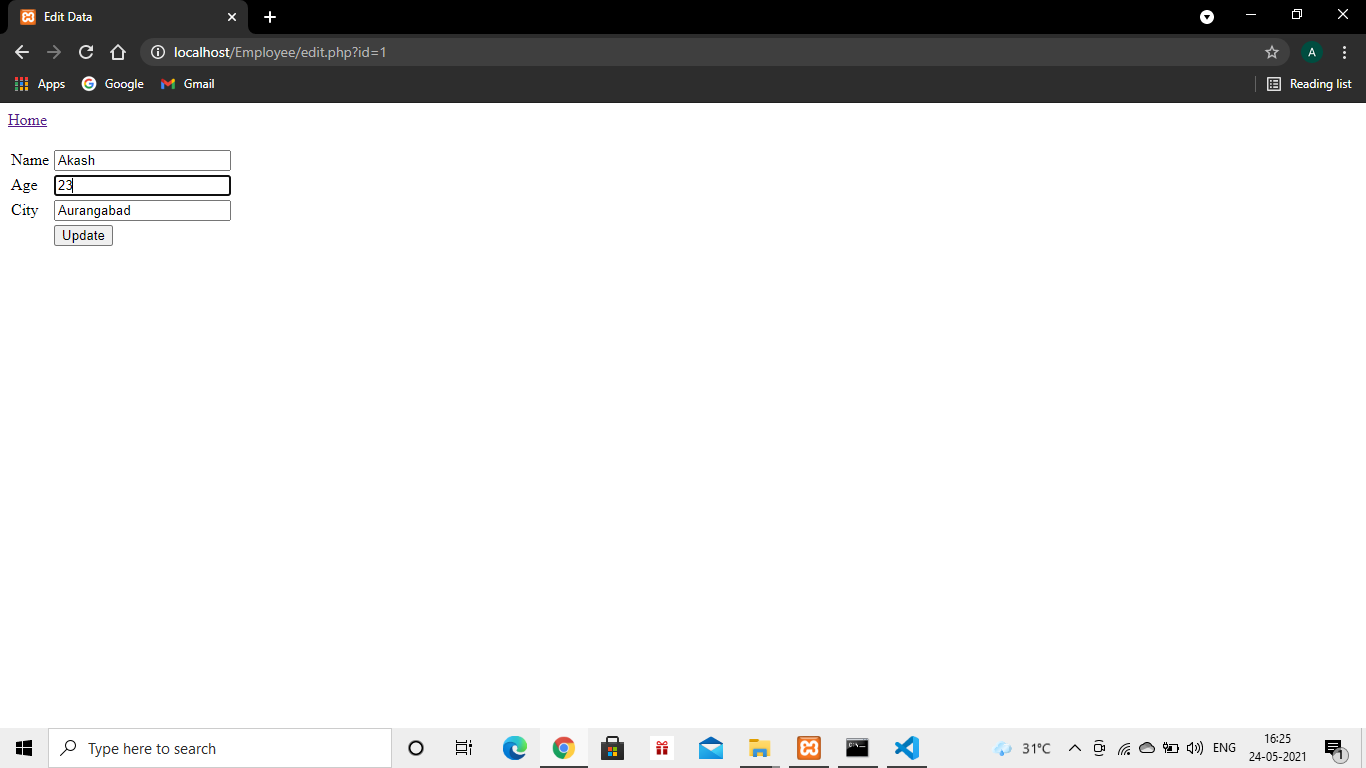 Edit Data
localhost/Employee/edit.php?id=1
A
Apps Google Gmail Reading list
Home
Name Akash
Age 23
City Aurangabad
Update
Type here to search
31°C ENG 16:25
24-05-2021
1